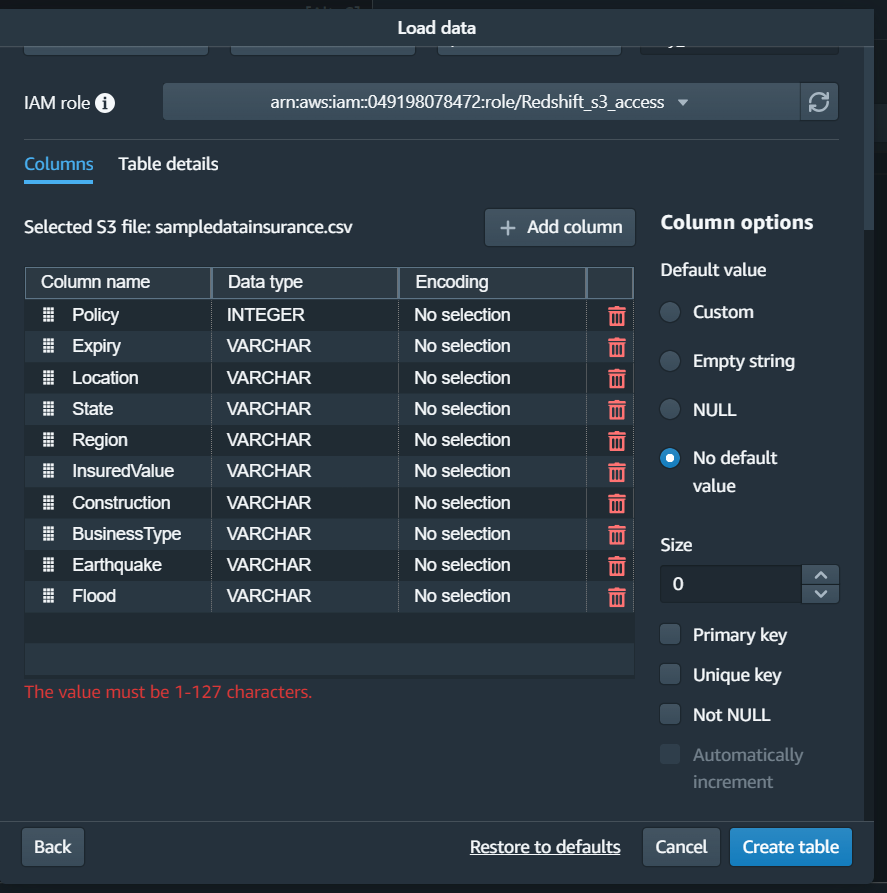 Load data
IAM role
arn:aws:iam::049198078472:role/Redshift_s3_access
Columns Table details
Selected S3 file: sampledatainsurance.csv
+ Add column
Column name Data type Encoding
Policy INTEGER No selection
Expiry VARCHAR No selection
Location VARCHAR No selection
State VARCHAR No selection
Region VARCHAR No selection
InsuredValue VARCHAR No selection
Construction VARCHAR No selection
BusinessType VARCHAR No selection
Earthquake VARCHAR No selection
Flood VARCHAR No selection
The value must be 1-127 characters.
Column options
Default value
Custom
Empty string
NULL
No default
value
Size
0
Primary key
Unique key
Not NULL
Automatically
increment
Back Restore to defaults Cancel Create table